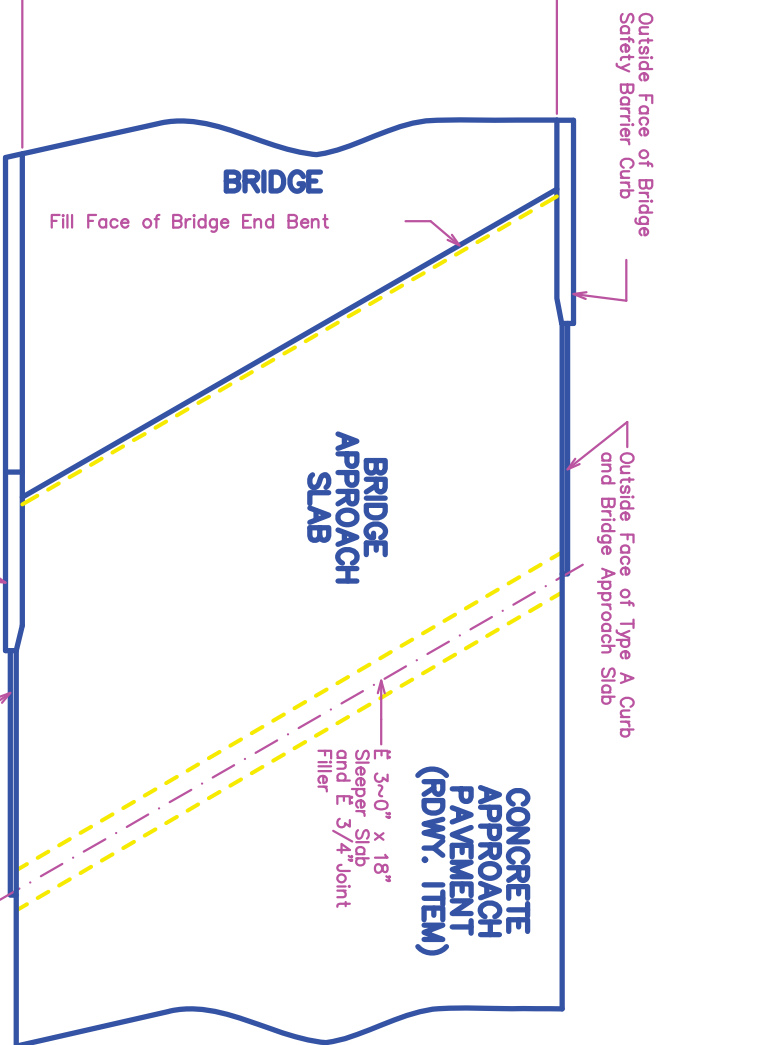 Outside Face of Bridge
Safety Barrier Curb
BRIDGE
Fill Face of Bridge End Bent
BRIDGE
APPROACH
SLAB
Outside Face of Type A Curb
and Bridge Approach Slab
È 3~0" x 18"
Sleeper Slab
and È 3/4" Joint
Filler
CONCRETE
APPROACH
PAVEMENT
(RDWY. ITEM)